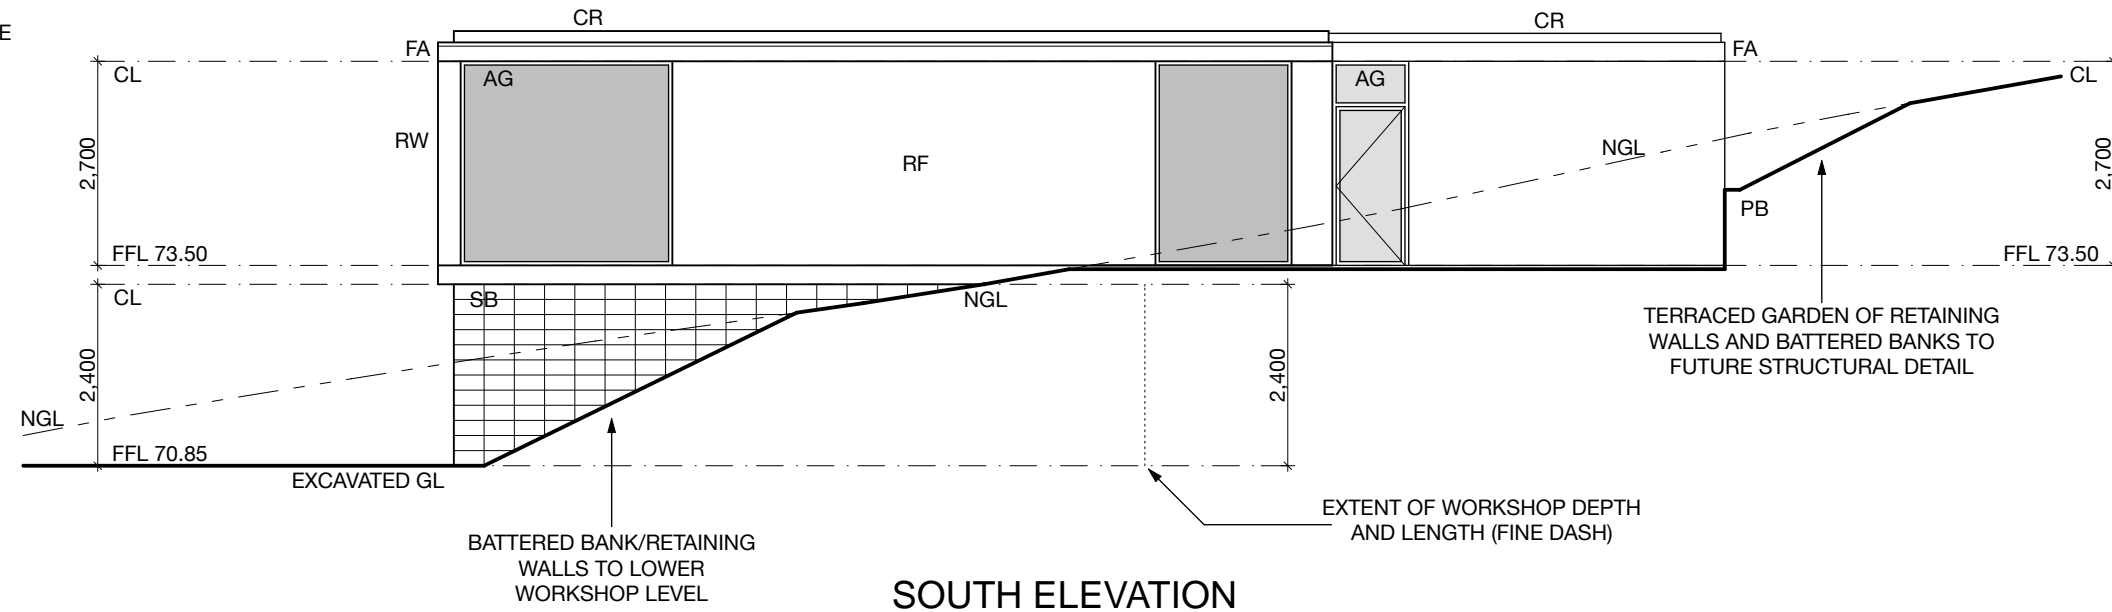 E
CR
CR
FA
FA
CL
AG
AG
CL
2,700
RW
RF
NGL
2,700
PB
FFL 73.50
FFL 73.50
CL
SB
NGL
TERRACED GARDEN OF RETAINING
WALLS AND BATTERED BANKS TO
FUTURE STRUCTURAL DETAIL
2,400
2,400
NGL
FFL 70.85
EXCAVATED GL
EXTENT OF WORKSHOP DEPTH
AND LENGTH (FINE DASH)
BATTERED BANK/RETAINING
WALLS TO LOWER
WORKSHOP LEVEL
SOUTH ELEVATION